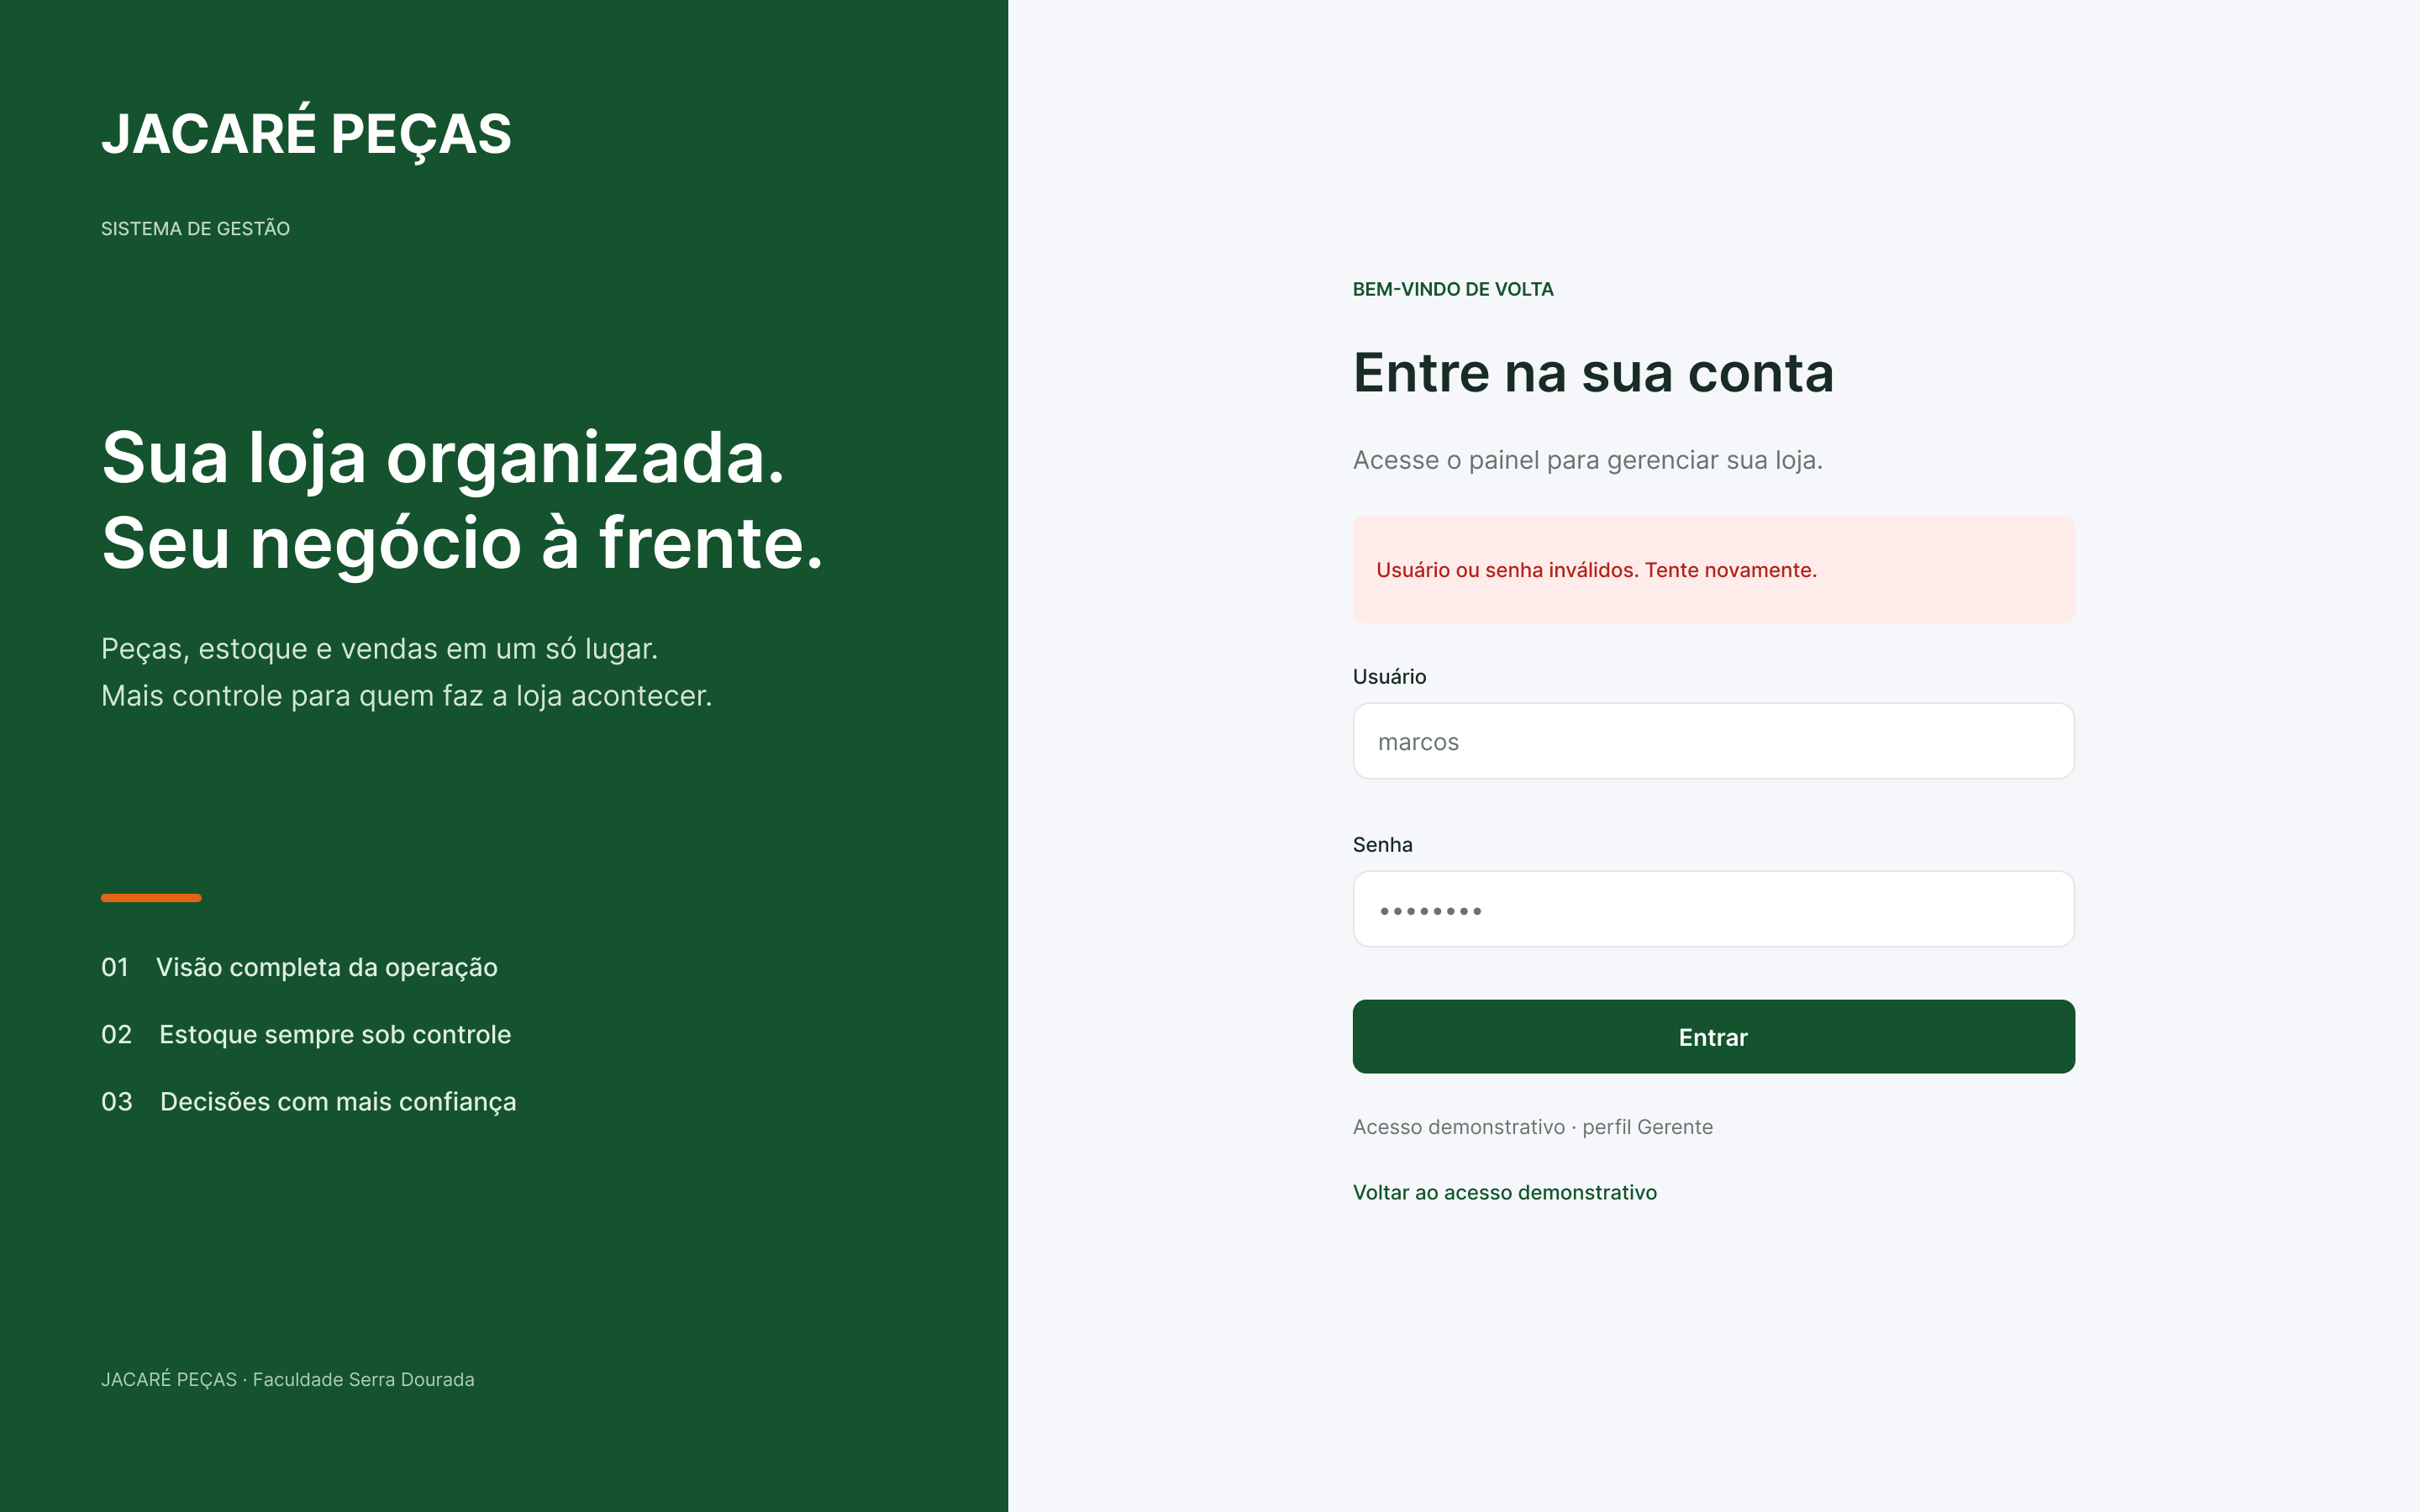 JACARÉ PEÇAS
SISTEMA DE GESTÃO
Sua loja organizada.
Seu negócio à frente.
Peças, estoque e vendas em um só lugar.
Mais controle para quem faz a loja acontecer.
01 Visão completa da operação
02 Estoque sempre sob controle
03 Decisões com mais confiança
JACARÉ PEÇAS · Faculdade Serra Dourada
BEM-VINDO DE VOLTA
Entre na sua conta
Acesse o painel para gerenciar sua loja.
Usuário ou senha inválidos. Tente novamente.
Usuário
marcos
Senha
••••••••
Entrar
Acesso demonstrativo · perfil Gerente
Voltar ao acesso demonstrativo